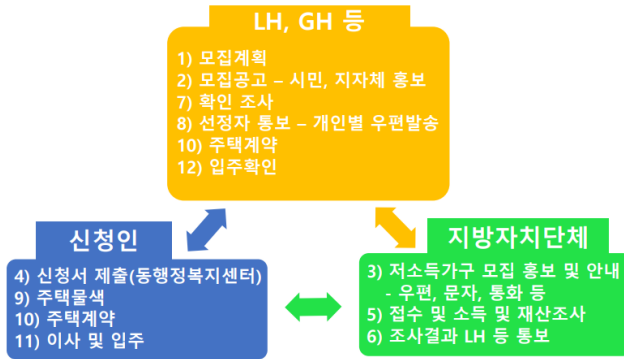 LH, GH 등
1) 모집계획
2) 모집공고 – 시민, 지자체 홍보
7) 확인 조사
8) 선정자 통보 – 개인별 우편발송
10) 주택계약
12) 입주확인
신청인
4) 신청서 제출(동행정복지센터)
9) 주택물색
10) 주택계약
11) 이사 및 입주
지방자치단체
3) 저소득가구 모집 홍보 및 안내
- 우편, 문자, 통화 등
5) 접수 및 소득 및 재산조사
6) 조사결과 LH 등 통보